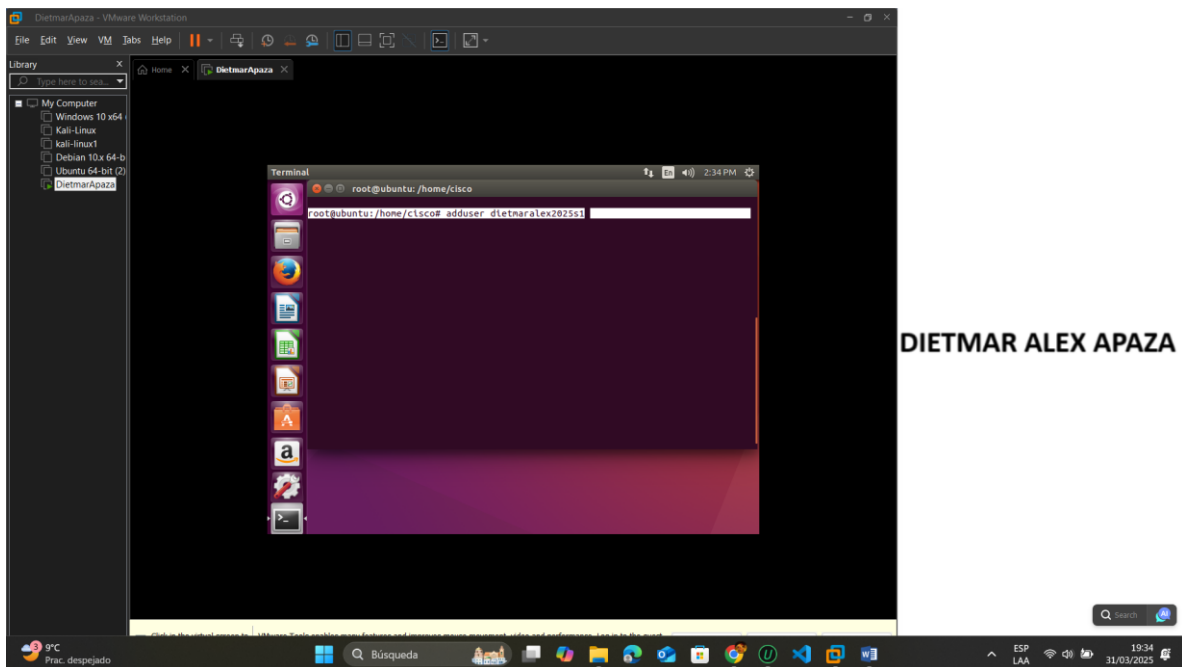 DietmarApaza - VMware Workstation
File Edit View VM Tabs Help
Library X
Type here to sea...
Home X DietmarApaza X
My Computer
Windows 10 x64
Kali-Linux
kali-linux1
Debian 10.x 64-b
Ubuntu 64-bit (2)
DietmarApaza
Terminal En 2:34 PM
root@ubuntu: /home/cisco
root@ubuntu:/home/cisco# adduser dietmaralex2025s1
DIETMAR ALEX APAZA
Search
3
9°C
Prac. despejado
Búsqueda
ESP
LAA
19:34
31/03/2025